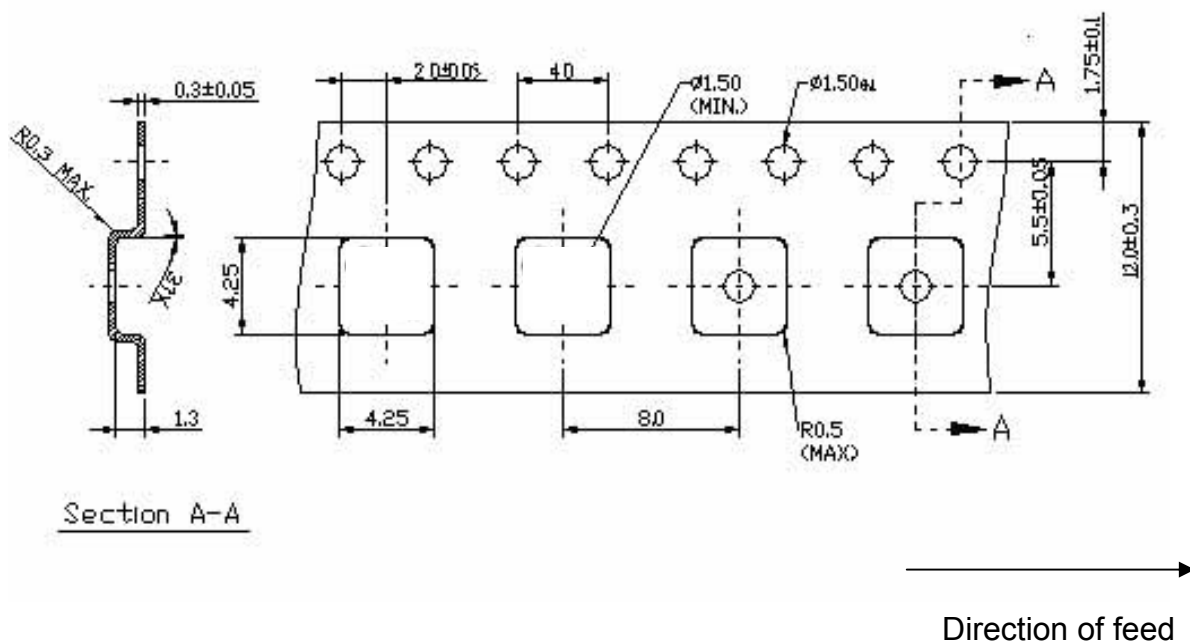 2.0±0.05
4.0
ø1.50
(MIN.)
ø1.50
A
1.75±0.1
0.3±0.05
R0.3 MAX.
5.5±0.05
12.0±0.3
4.25
1.3
4.25
8.0
R0.5
(MAX)
A
Section A-A
Direction of feed